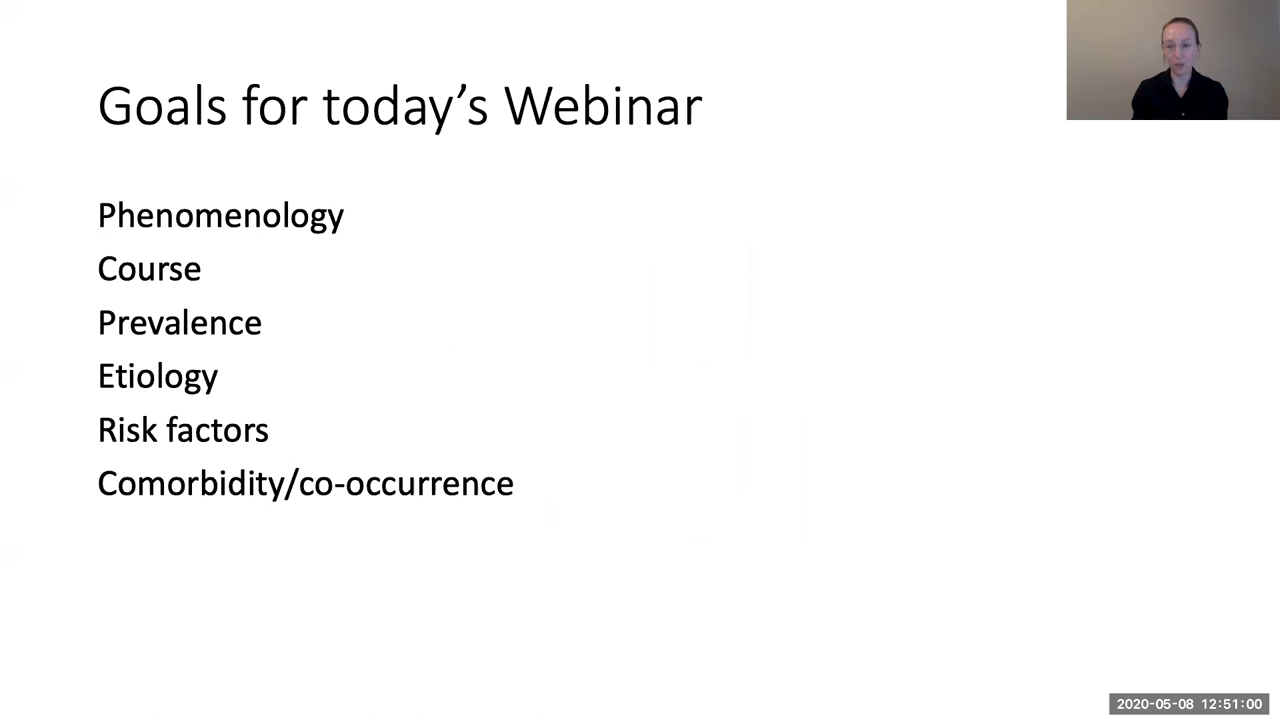 Goals for today's Webinar
Phenomenology
Course
Prevalence
Etiology
Risk factors
Comorbidity/co-occurrence
2020-05-08 12:51:00